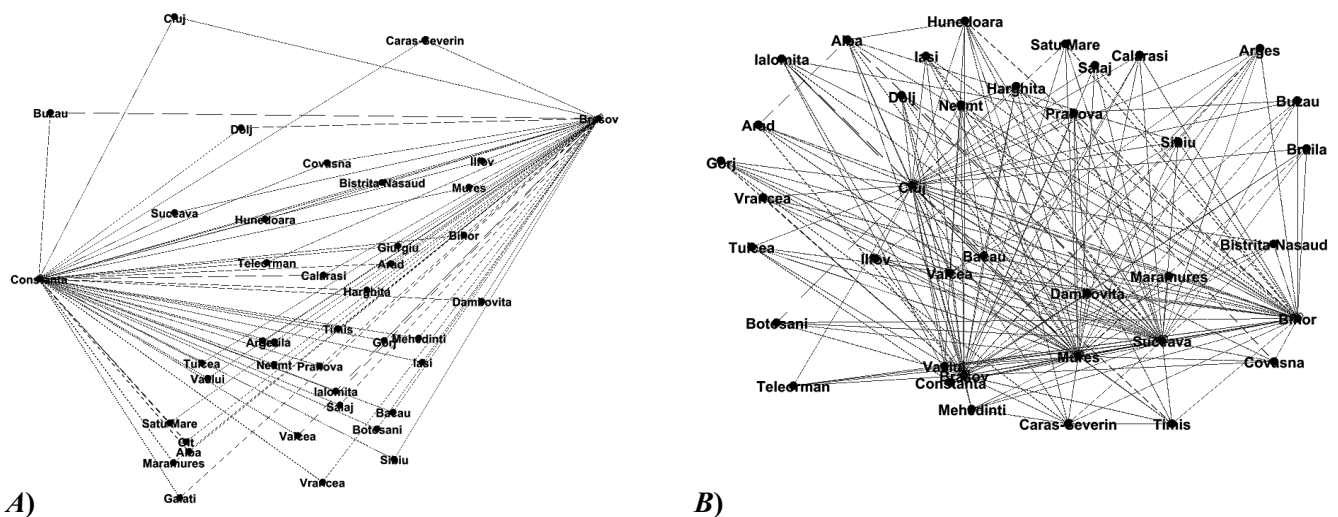 Cluj
Caras-Severin
Buzau
Brasov
Dolj
Covasna
Ilfov
Bistrita-Nasaud
Mures
Suceava
Hunedoara
Bihor
Giurgiu
Teleorman
Arad
Constanta
Calarasi
Harghita
Dambovita
Timis
Gorj
Mehedinti
Tulcea
Neamt
Prahova
Iasi
Vaslui
Ialomita
Salaj
Bacau
Satu Mare
Botosani
Valcea
Olt
Alba
Maramures
Sibiu
Vrancea
Galati
A)
Hunedoara
Alba
Satu Mare
Iasi
Calarasi
Arges
Ialomita
Salaj
Harghita
Dolj
Neamt
Buzau
Prahova
Arad
Sibiu
Braila
Gorj
Cluj
Vrancea
Tulcea
Bistrita-Nasaud
Ilfov
Bacau
Valcea
Maramures
Dambovita
Botosani
Bihor
Suceava
Mures
Covasna
Vaslui
Brasov
Constanta
Teleorman
Mehedinti
Caras-Severin
Timis
B)